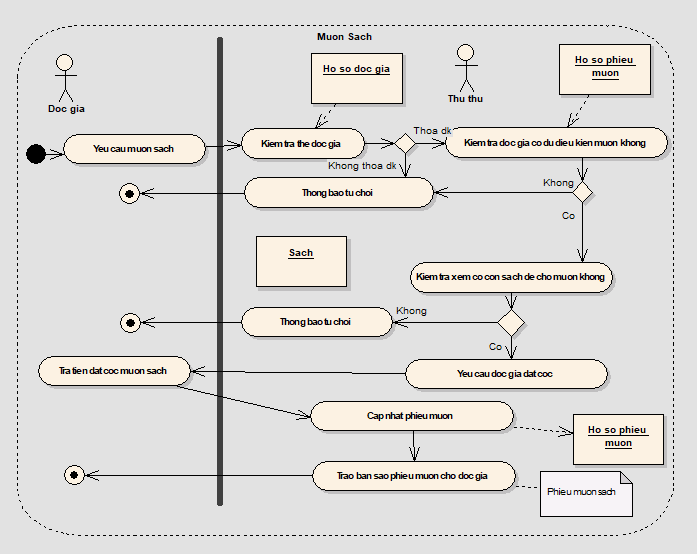 Muon Sach
Ho so doc gia
Ho so phieu
muon
Doc gia
Thu thu
Yeu cau muon sach
Kiem tra the doc gia
Thoa dk
Kiem tra doc gia co du dieu kien muon khong
Khong thoa dk
Thong bao tu choi
Khong
Co
Sach
Kiem tra xem co con sach de cho muon khong
Thong bao tu choi
Khong
Co
Tra tien dat coc muon sach
Yeu cau doc gia dat coc
Cap nhat phieu muon
Ho so phieu
muon
Trao ban sao phieu muon cho doc gia
Phieu muon sach